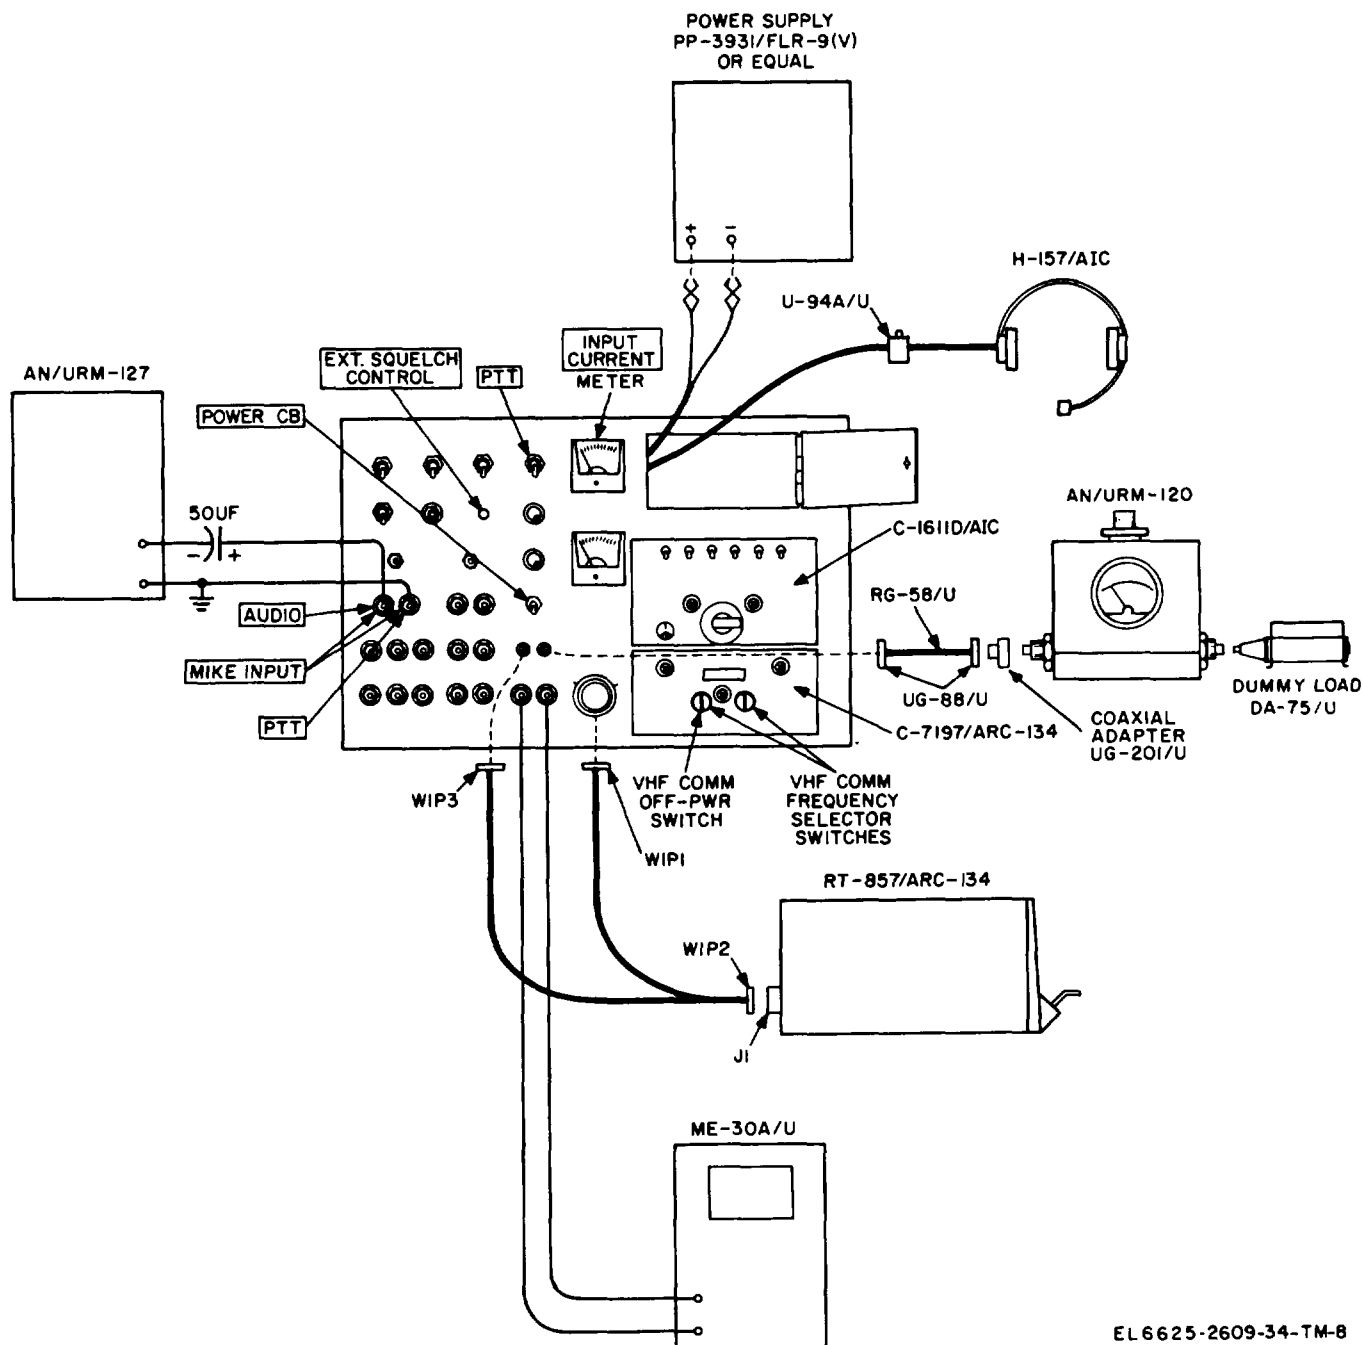 POWER SUPPLY
PP-3931/FLR-9(V)
OR EQUAL
+ -
H-157/AIC
U-94A/U
INPUT
CURRENT
METER
EXT. SQUELCH
CONTROL
PTT
AN/URM-127
POWER CB
AN/URM-120
50UF
- +
C-1611D/AIC
RG-58/U
AUDIO
MIKE INPUT
PTT
UG-88/U
DUMMY LOAD
DA-75/U
COAXIAL
ADAPTER
UG-201/U
C-7197/ARC-134
W1P3
VHF COMM
OFF-PWR
SWITCH
VHF COMM
FREQUENCY
SELECTOR
SWITCHES
W1P1
RT-857/ARC-134
W1P2
J1
ME-30A/U
EL6625-2609-34-TM-8